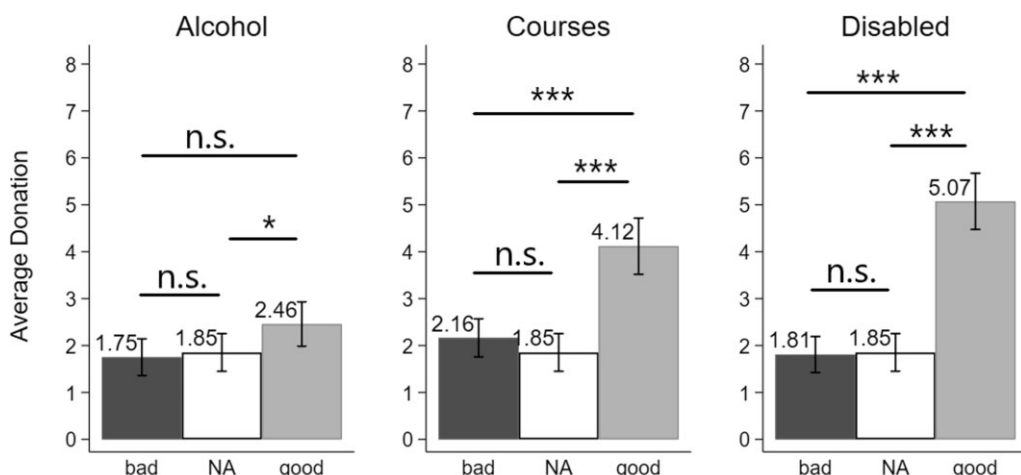 Alcohol
Courses
Disabled
Average Donation
8
7
6
5
4
3
2
1
0
n.s.
*
n.s.
1.75
1.85
2.46
bad
NA
good
8
7
6
5
4
3
2
1
0
***
***
n.s.
2.16
1.85
4.12
bad
NA
good
8
7
6
5
4
3
2
1
0
***
***
n.s.
1.81
1.85
5.07
bad
NA
good